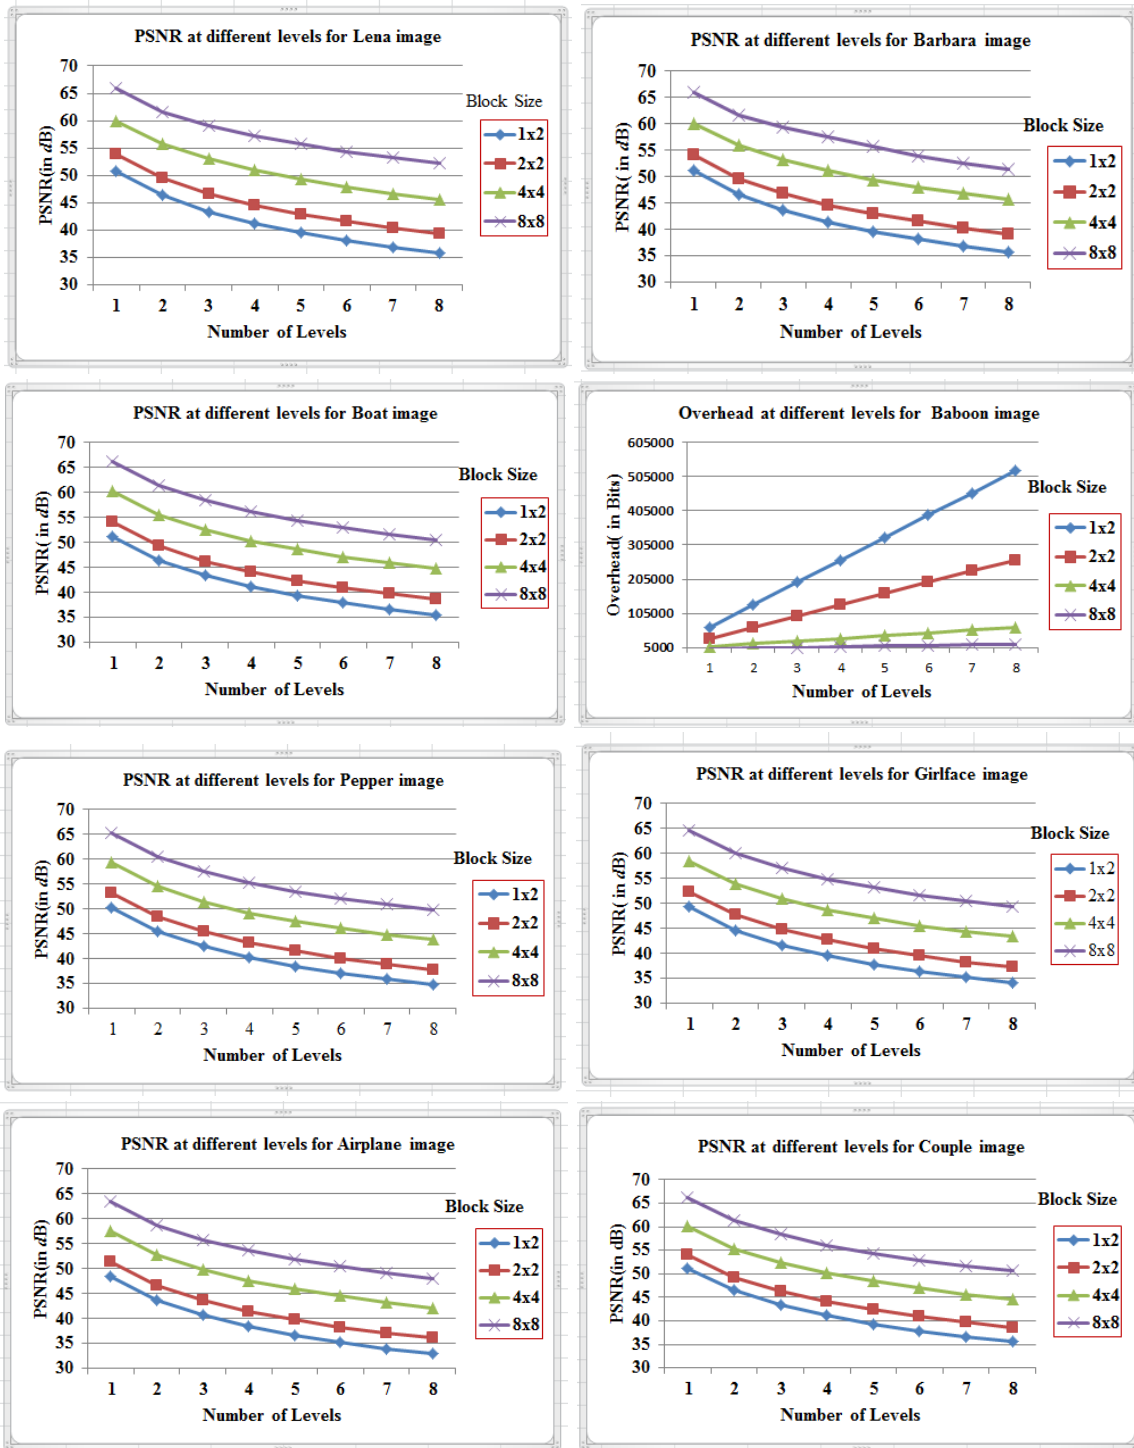 PSNR at different levels for Lena image
70
65
60
55
50
45
40
35
30
PSNR(in dB)
1 2 3 4 5 6 7 8
Number of Levels
Block Size
1x2
2x2
4x4
8x8
PSNR at different levels for Barbara image
70
65
60
55
50
45
40
35
30
PSNR( in dB)
1 2 3 4 5 6 7 8
Number of Levels
Block Size
1x2
2x2
4x4
8x8
PSNR at different levels for Boat image
70
65
60
55
50
45
40
35
30
PSNR( in dB)
1 2 3 4 5 6 7 8
Number of Levels
Block Size
1x2
2x2
4x4
8x8
Overhead at different levels for Baboon image
605000
505000
405000
305000
205000
105000
5000
Overhead( in Bits)
1 2 3 4 5 6 7 8
Number of Levels
Block Size
1x2
2x2
4x4
8x8
PSNR at different levels for Pepper image
70
65
60
55
50
45
40
35
30
PSNR(in dB)
1 2 3 4 5 6 7 8
Number of Levels
Block Size
1x2
2x2
4x4
8x8
PSNR at different levels for Girlface image
70
65
60
55
50
45
40
35
30
PSNR( in dB)
1 2 3 4 5 6 7 8
Number of Levels
Block Size
1x2
2x2
4x4
8x8
PSNR at different levels for Airplane image
70
65
60
55
50
45
40
35
30
PSNR(in dB)
1 2 3 4 5 6 7 8
Number of Levels
Block Size
1x2
2x2
4x4
8x8
PSNR at different levels for Couple image
70
65
60
55
50
45
40
35
30
PSNR(in dB)
1 2 3 4 5 6 7 8
Number of Levels
Block Size
1x2
2x2
4x4
8x8